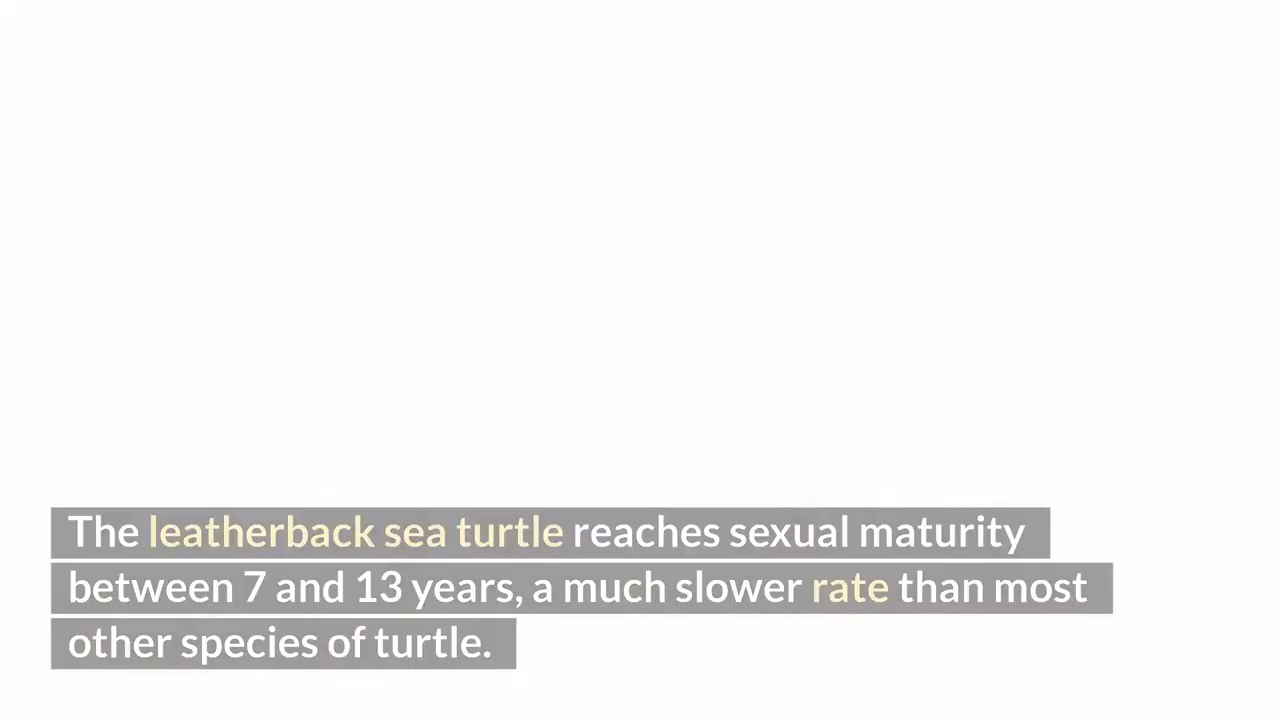 The leatherback sea turtle reaches sexual maturity
between 7 and 13 years, a much slower rate than most
other species of turtle.